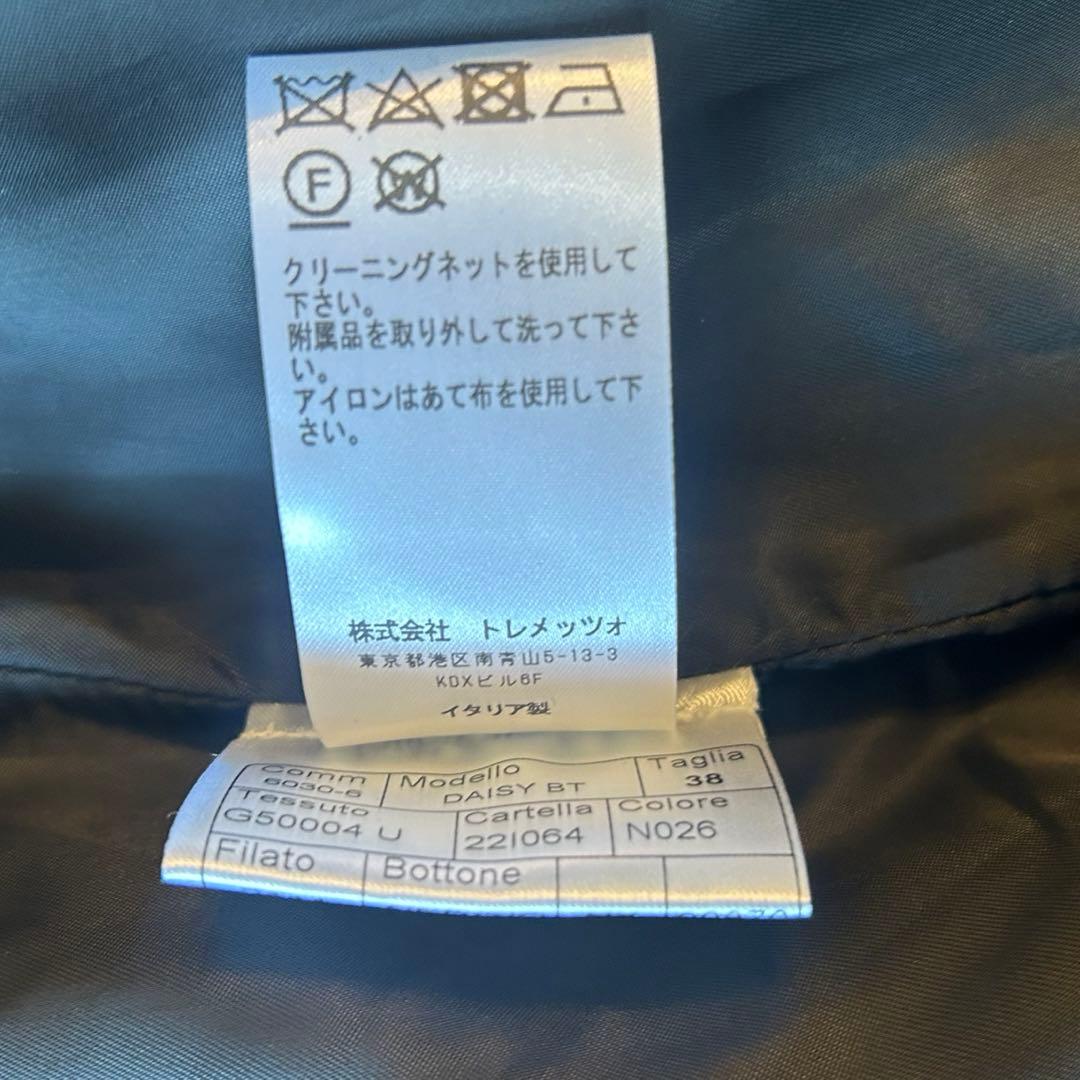 F W
クリーニングネットを使用して
下さい。
附属品を取り外して洗って下さ
い。
アイロンはあて布を使用して下
さい。
株式会社 トレメッツォ
東京都港区南青山5-13-3
KDXビル6F
イタリア製
Comm Modello Taglia
6030-6 DAISY BT 38
Tessuto Cartella Colore
G50004 U 221064 N026
Filato Bottone